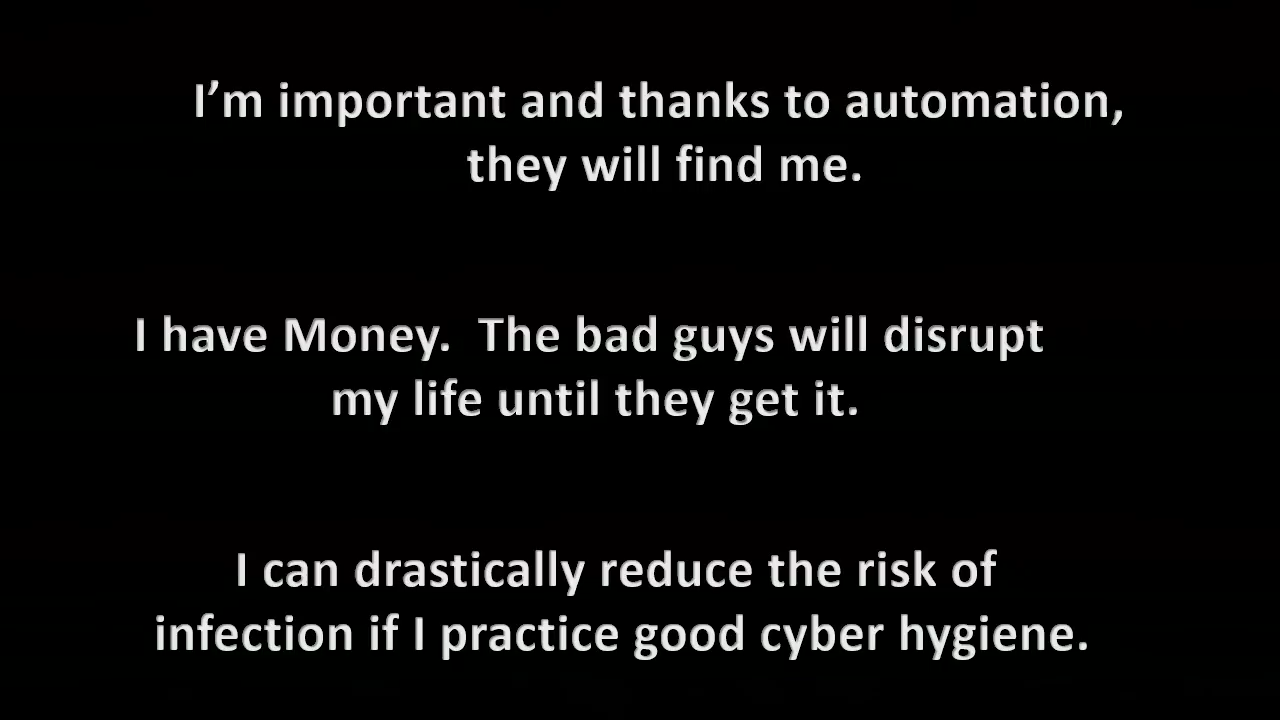 I’m important and thanks to automation,
they will find me.
I have Money.  The bad guys will disrupt
my life until they get it.
I can drastically reduce the risk of
infection if I practice good cyber hygiene.